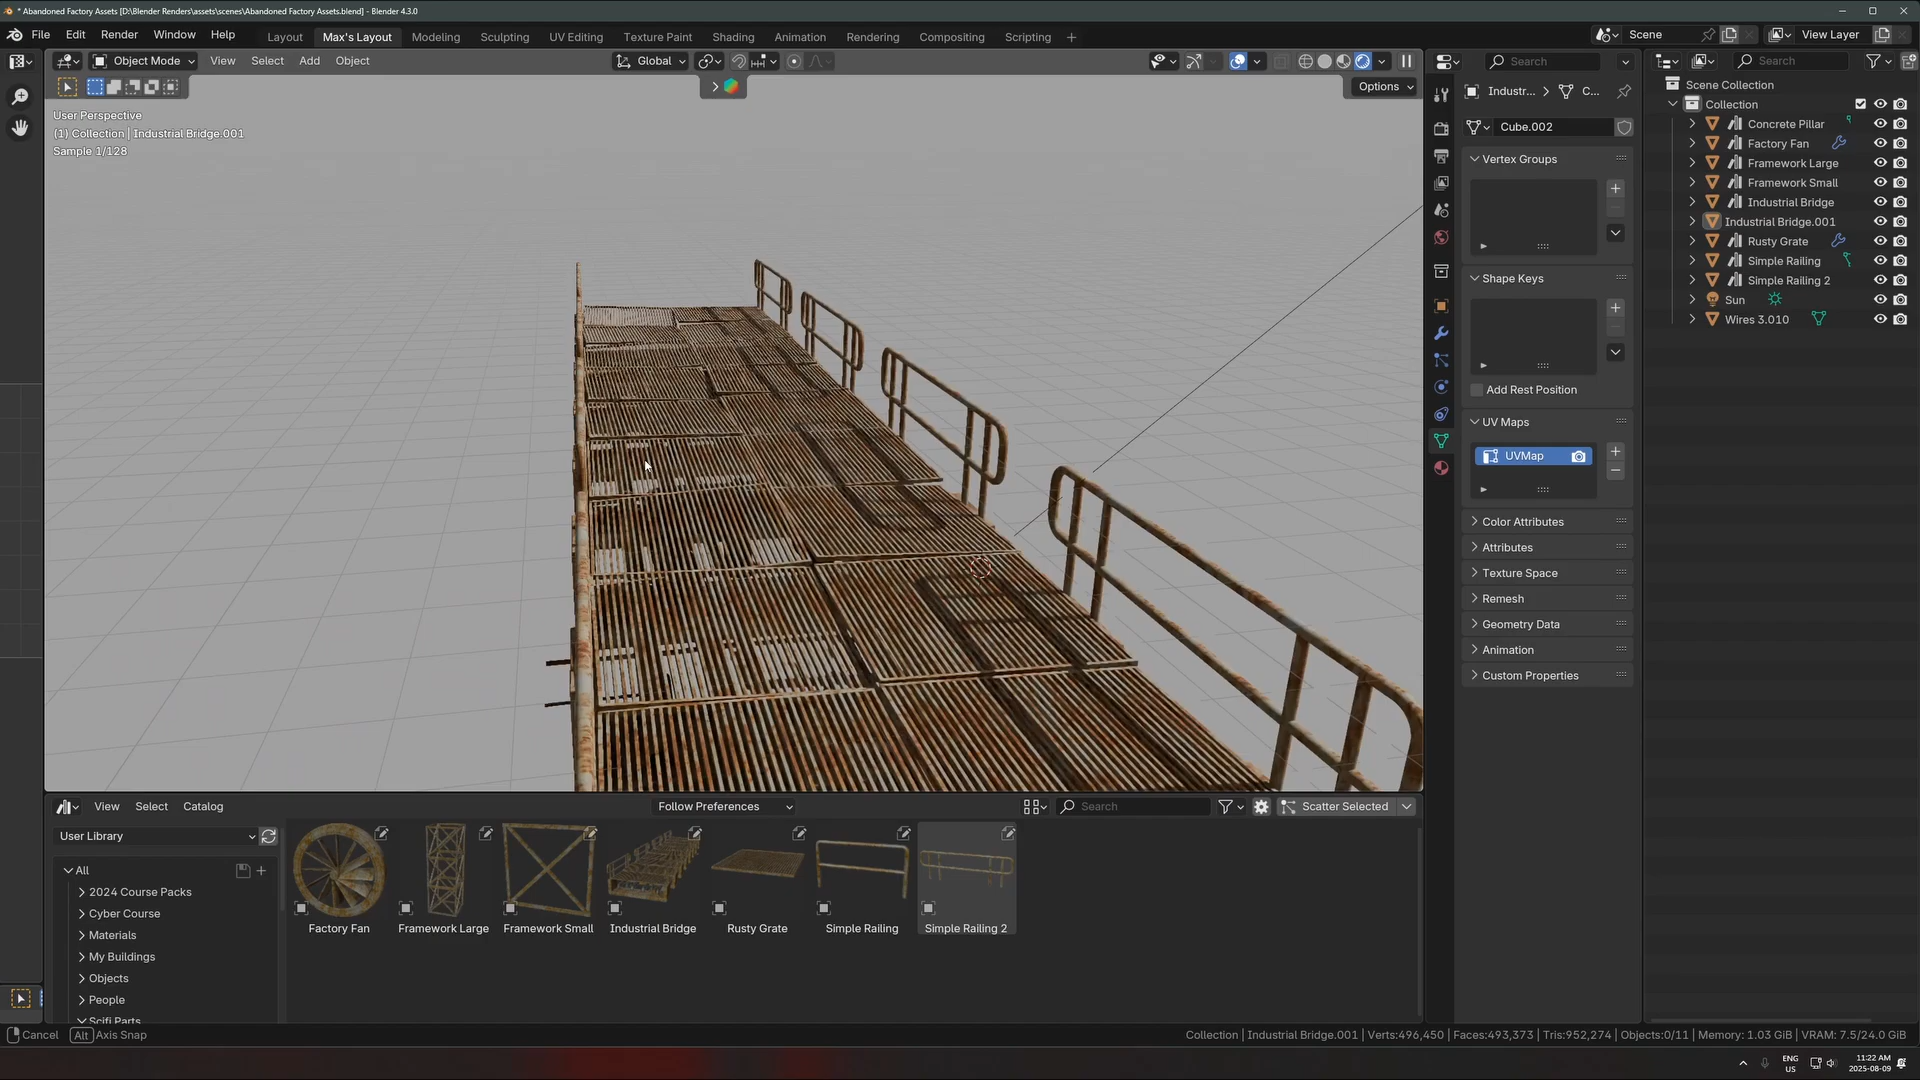 * Abandoned Factory Assets [D:\Blender Renders\assets\scenes\Abandoned Factory Assets.blend] - Blender 4.3.0
File Edit Render Window Help Layout Max's Layout Modeling Sculpting UV Editing Texture Paint Shading Animation Rendering Compositing Scripting
Scene View Layer
Object Mode View Select Add Object Global Search Search
Options
User Perspective
(1) Collection | Industrial Bridge.001
Sample 1/128
Industr... C...
Cube.002
Vertex Groups
Shape Keys
Add Rest Position
UV Maps
UVMap
Color Attributes
Attributes
Texture Space
Remesh
Geometry Data
Animation
Custom Properties
Scene Collection
Collection
Concrete Pillar
Factory Fan
Framework Large
Framework Small
Industrial Bridge
Industrial Bridge.001
Rusty Grate
Simple Railing
Simple Railing 2
Sun
Wires 3.010
View Select Catalog Follow Preferences Search Scatter Selected
User Library
All
2024 Course Packs
Cyber Course
Materials
My Buildings
Objects
People
Scifi Parts
Factory Fan Framework Large Framework Small Industrial Bridge Rusty Grate Simple Railing Simple Railing 2
Cancel Alt Axis Snap
Collection | Industrial Bridge.001 | Verts:496,450 | Faces:493,373 | Tris:952,274 | Objects:0/11 | Memory: 1.03 GiB | VRAM: 7.5/24.0 GiB
ENG
US
11:22 AM
2025-08-09